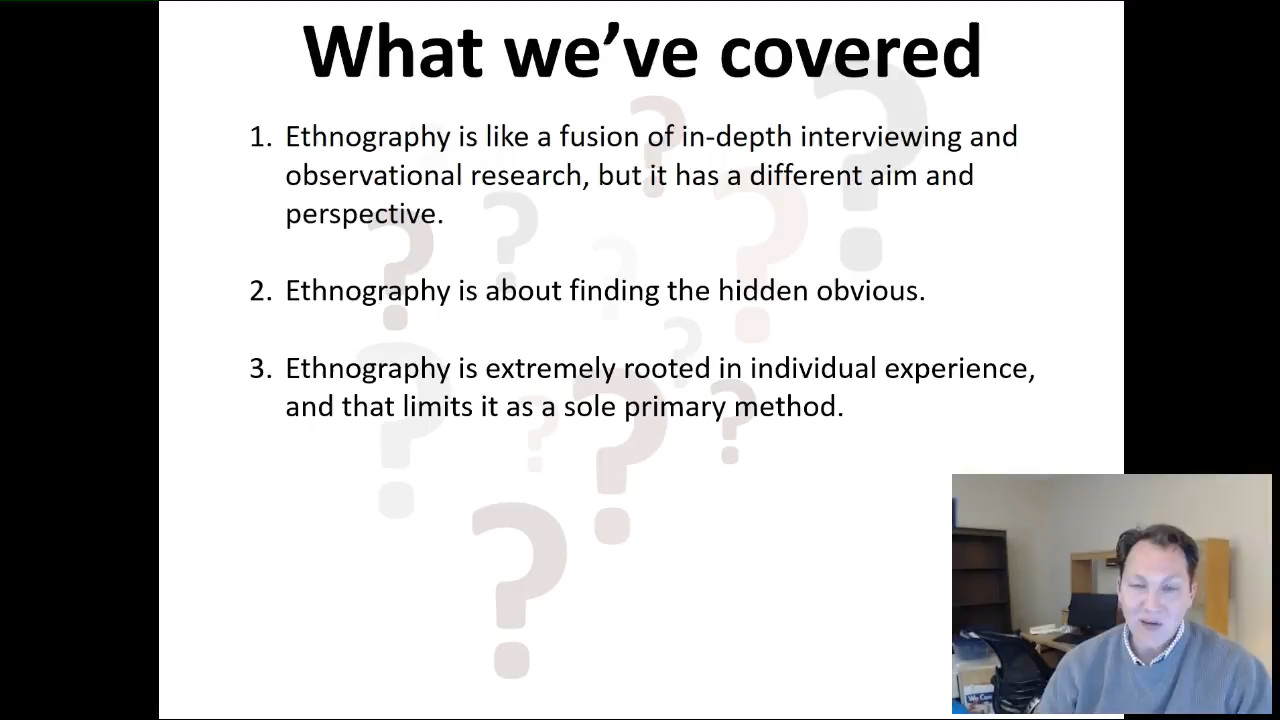 What we’ve covered
1. Ethnography is like a fusion of in-depth interviewing and
observational research, but it has a different aim and
perspective.
2. Ethnography is about finding the hidden obvious.
3. Ethnography is extremely rooted in individual experience,
and that limits it as a sole primary method.